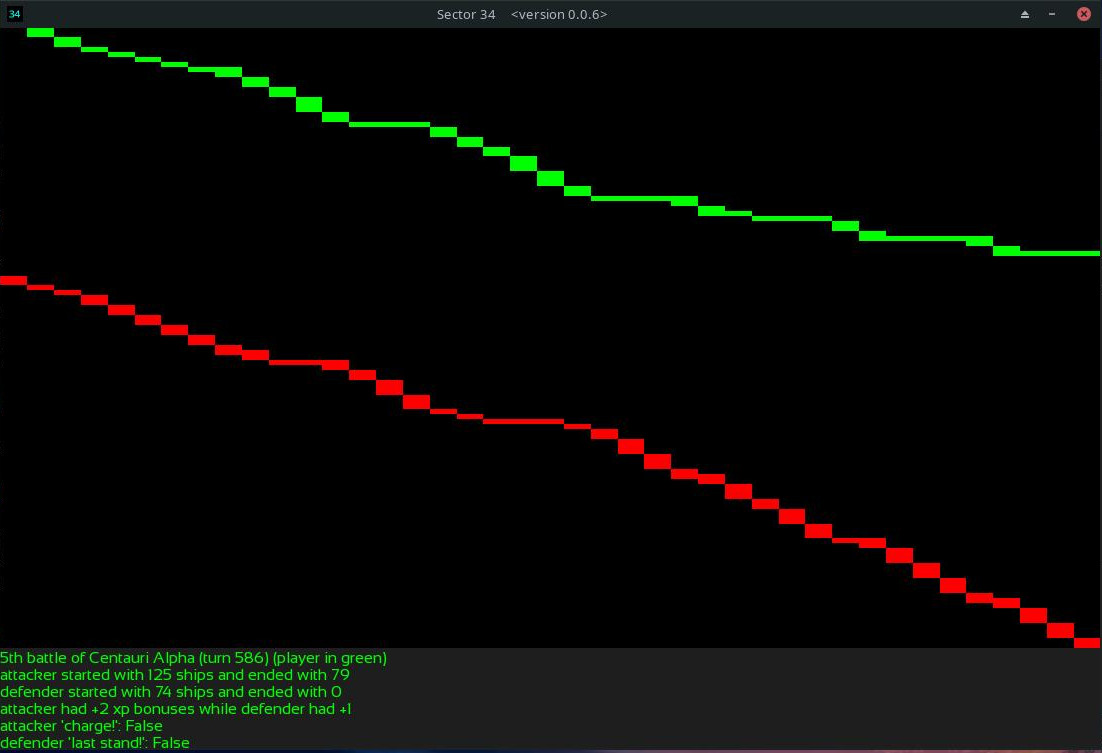 34
Sector 34 <version 0.0.6>
5th battle of Centauri Alpha (turn 586) (player in green)
attacker started with 125 ships and ended with 79
defender started with 74 ships and ended with 0
attacker had +2 xp bonuses while defender had +1
attacker 'charge!': False
defender 'last stand!': False